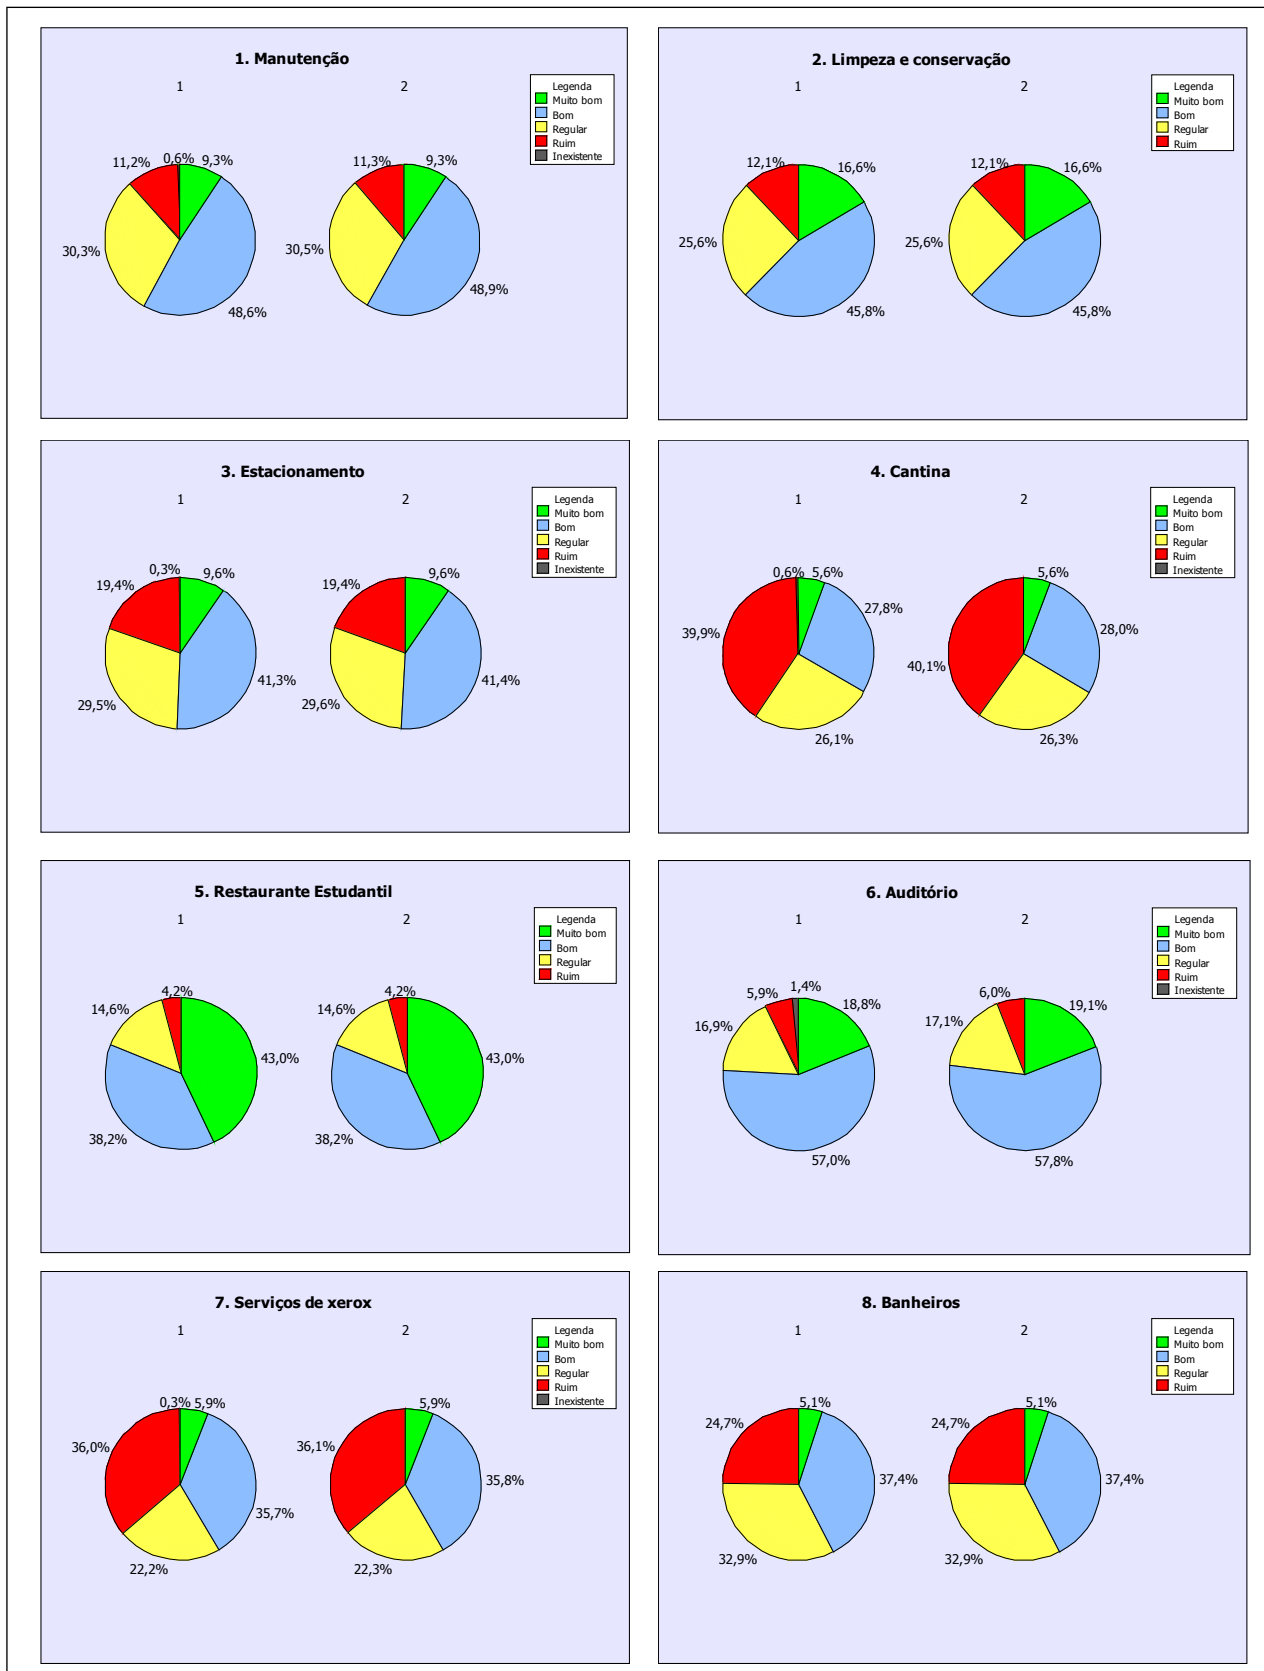 1. Manutenção
1 2
Legenda
Muito bom
Bom
Regular
Ruim
Inexistente
11,2% 0,6% 9,3%
30,3%
48,6%
11,3% 9,3%
30,5%
48,9%
2. Limpeza e conservação
1 2
Legenda
Muito bom
Bom
Regular
Ruim
12,1% 16,6%
25,6%
45,8%
12,1% 16,6%
25,6%
45,8%
3. Estacionamento
1 2
Legenda
Muito bom
Bom
Regular
Ruim
Inexistente
19,4% 0,3% 9,6%
29,5%
41,3%
19,4% 9,6%
29,6%
41,4%
4. Cantina
1 2
Legenda
Muito bom
Bom
Regular
Ruim
Inexistente
0,6% 5,6%
27,8%
39,9%
26,1%
5,6%
28,0%
40,1%
26,3%
5. Restaurante Estudantil
1 2
Legenda
Muito bom
Bom
Regular
Ruim
14,6% 4,2%
43,0%
38,2%
14,6% 4,2%
43,0%
38,2%
6. Auditório
1 2
Legenda
Muito bom
Bom
Regular
Ruim
Inexistente
5,9% 1,4% 18,8%
16,9%
57,0%
6,0% 19,1%
17,1%
57,8%
7. Serviços de xerox
1 2
Legenda
Muito bom
Bom
Regular
Ruim
Inexistente
0,3% 5,9%
36,0%
35,7%
22,2%
5,9%
36,1%
35,8%
22,3%
8. Banheiros
1 2
Legenda
Muito bom
Bom
Regular
Ruim
24,7% 5,1%
37,4%
32,9%
24,7% 5,1%
37,4%
32,9%